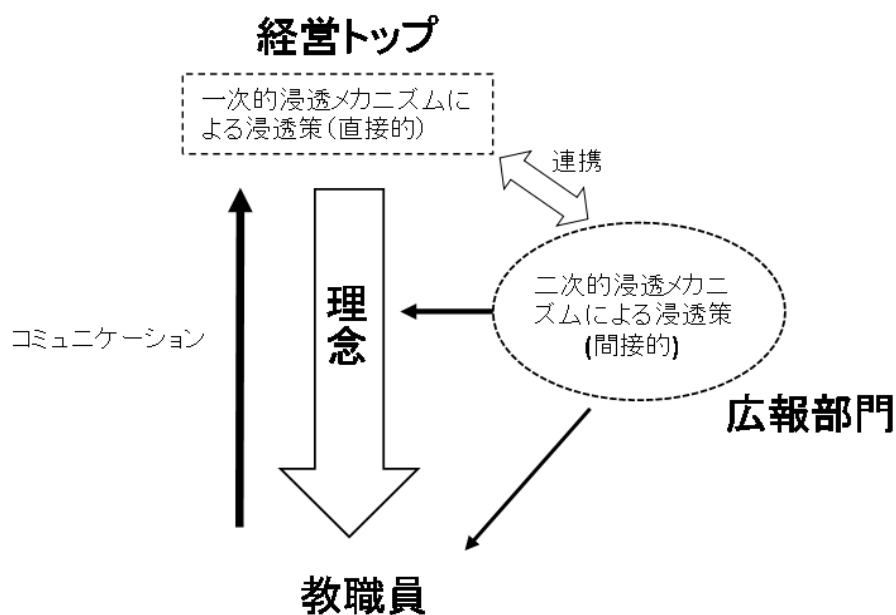 経営トップ
一次的浸透メカニズムに
よる浸透策(直接的)
連携
二次的浸透メカニ
ズムによる浸透策
(間接的)
理念
コミュニケーション
広報部門
教職員